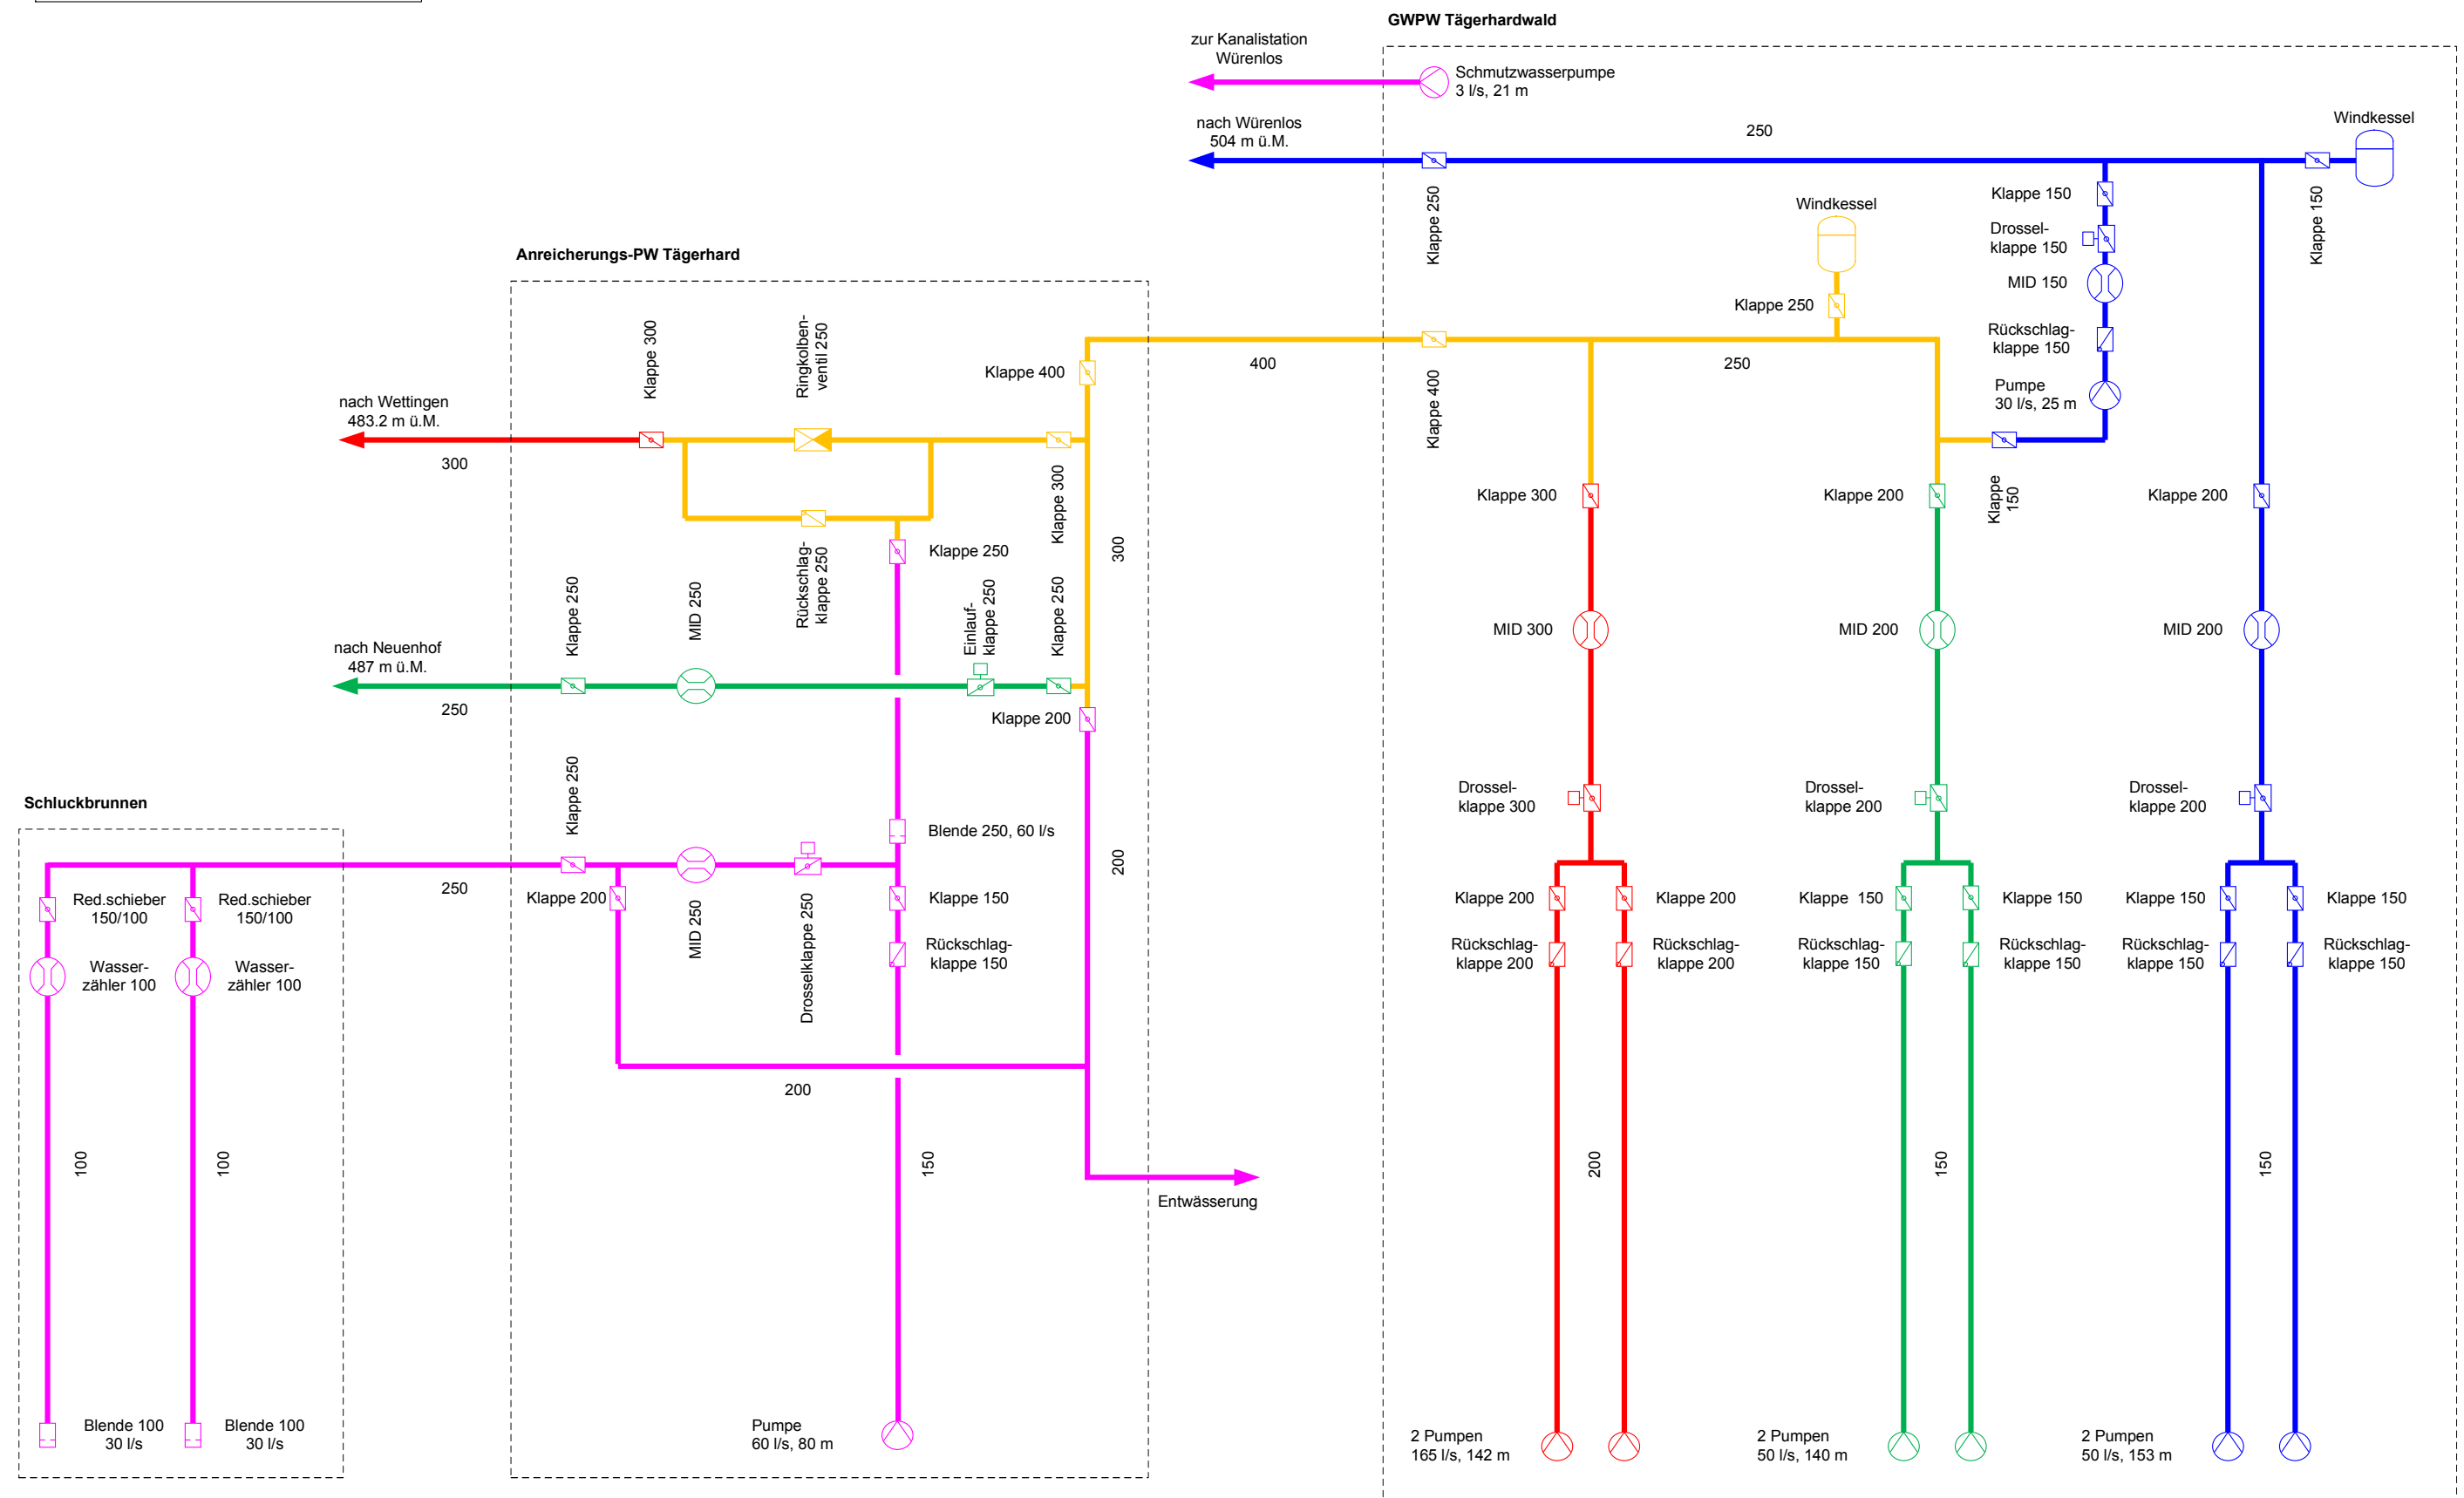 GWPW Tägerhardwald
zur Kanalistation
Würenlos
Schmutzwasserpumpe
3 l/s, 21 m
nach Würenlos
504 m ü.M.
250
Windkessel
Klappe 250
Klappe 150
Klappe 150
Drossel-
klappe 150
MID 150
Rückschlag-
klappe 150
Pumpe
30 l/s, 25 m
Windkessel
Klappe 250
400
Klappe 400
250
Klappe
150
Klappe 300
Klappe 200
Klappe 200
MID 300
MID 200
MID 200
Drossel-
klappe 300
Drossel-
klappe 200
Drossel-
klappe 200
Klappe 200
Klappe 200
Klappe 150
Klappe 150
Klappe 150
Klappe 150
Rückschlag-
klappe 200
Rückschlag-
klappe 200
Rückschlag-
klappe 150
Rückschlag-
klappe 150
Rückschlag-
klappe 150
Rückschlag-
klappe 150
200
150
150
2 Pumpen
165 l/s, 142 m
2 Pumpen
50 l/s, 140 m
2 Pumpen
50 l/s, 153 m
Anreicherungs-PW Tägerhard
Klappe 300
Ringkolben-
ventil 250
Klappe 400
nach Wettingen
483.2 m ü.M.
300
Klappe 300
Rückschlag-
klappe 250
Klappe 250
300
Klappe 250
MID 250
Einlauf-
klappe 250
Klappe 250
nach Neuenhof
487 m ü.M.
250
Klappe 200
Klappe 250
Blende 250, 60 l/s
200
250
Klappe 200
MID 250
Drosselklappe 250
Klappe 150
Rückschlag-
klappe 150
200
150
Entwässerung
Pumpe
60 l/s, 80 m
Schluckbrunnen
Red.schieber
150/100
Red.schieber
150/100
Wasser-
zähler 100
Wasser-
zähler 100
100
100
Blende 100
30 l/s
Blende 100
30 l/s